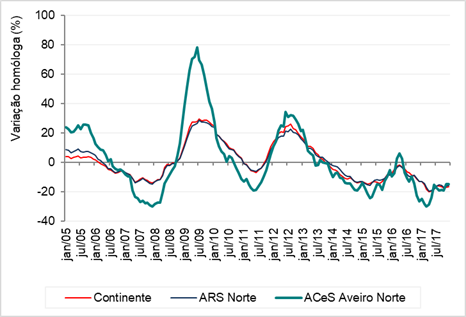 Variação homóloga (%)
100
80
60
40
20
0
-20
-40
jan/05
jul/05
jan/06
jul/06
jan/07
jul/07
jan/08
jul/08
jan/09
jul/09
jan/10
jul/10
jan/11
jul/11
jan/12
jul/12
jan/13
jul/13
jan/14
jul/14
jan/15
jul/15
jan/16
jul/16
jan/17
jul/17
Continente ARS Norte ACeS Aveiro Norte